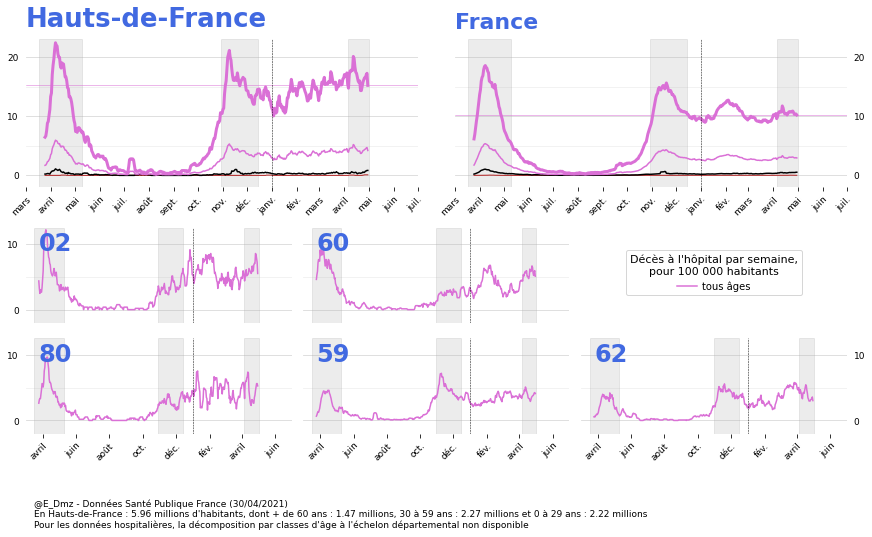 Hauts-de-France
France
20
10
0
20
10
0
mars
avril
mai
juin
juil.
août
sept.
oct.
nov.
déc.
janv.
fév.
mars
avril
mai
juin
juil.
mars
avril
mai
juin
juil.
août
sept.
oct.
nov.
déc.
janv.
fév.
mars
avril
mai
juin
juil.
02
60
10
0
Décès à l'hôpital par semaine,
pour 100 000 habitants
tous âges
80
59
62
10
0
10
0
avril
juin
août
oct.
déc.
fév.
avril
juin
avril
juin
août
oct.
déc.
fév.
avril
juin
avril
juin
août
oct.
déc.
fév.
avril
juin
@E_Dmz - Données Santé Publique France (30/04/2021)
En Hauts-de-France : 5.96 millions d'habitants, dont + de 60 ans : 1.47 millions, 30 à 59 ans : 2.27 millions et 0 à 29 ans : 2.22 millions
Pour les données hospitalières, la décomposition par classes d'âge à l'échelon départemental non disponible